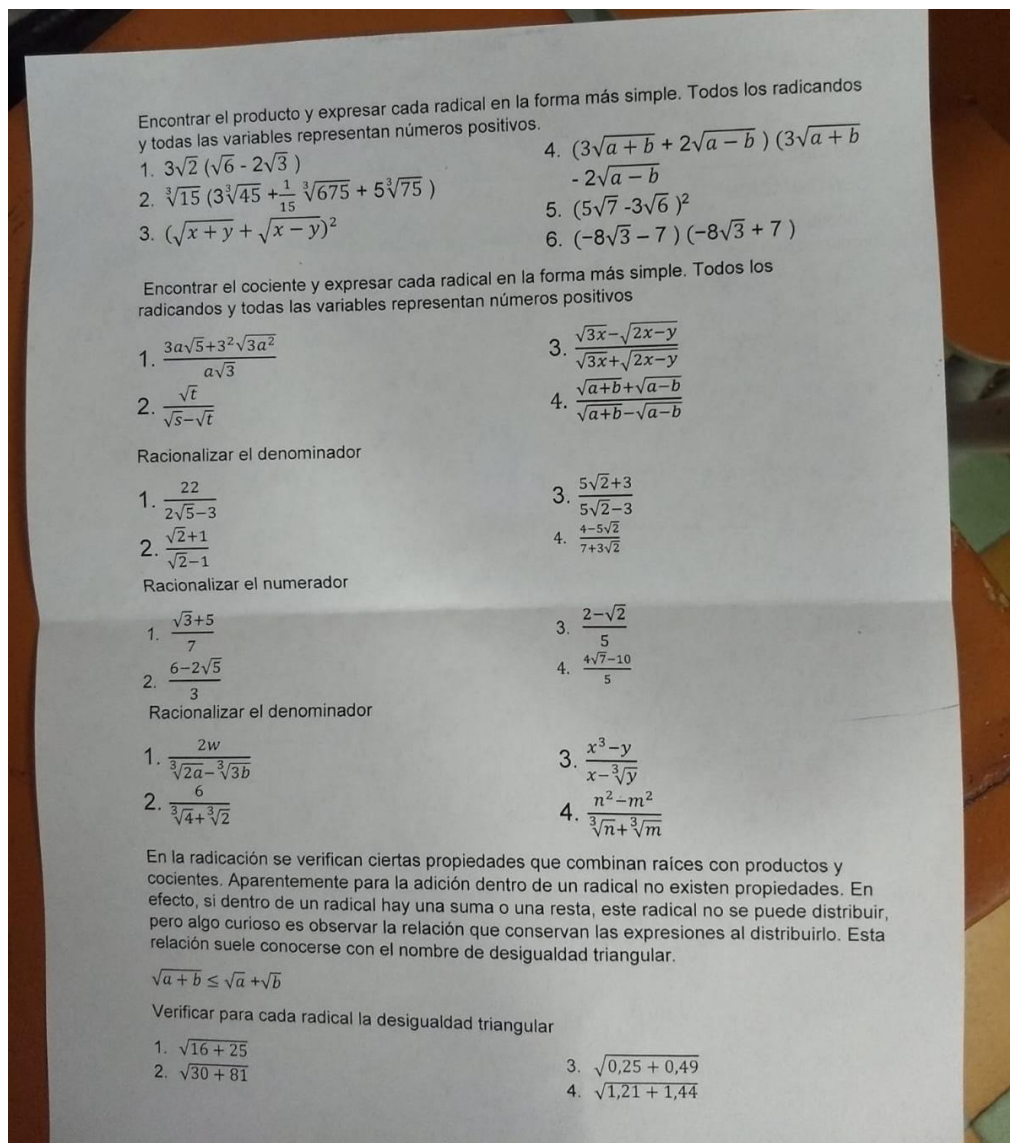 Encontrar el producto y expresar cada radical en la forma más simple. Todos los radicandos
y todas las variables representan números positivos.
1. 3√2 (√6 - 2√3 )
2. ∛15 (3∛45 + 1/15 ∛675 + 5∛75 )
3. (√(x + y) + √(x − y))²
4. (3√(a + b) + 2√(a − b) ) (3√(a + b)
- 2√(a − b)
5. (5√7 -3√6 )²
6. (−8√3 − 7 ) (−8√3 + 7 )
Encontrar el cociente y expresar cada radical en la forma más simple. Todos los
radicandos y todas las variables representan números positivos
1. (3a√5+3²√(3a²))/(a√3)
2. √t/(√s−√t)
3. (√(3x)−√(2x−y))/(√(3x)+√(2x−y))
4. (√(a+b)+√(a−b))/(√(a+b)−√(a−b))
Racionalizar el denominador
1. 22/(2√5−3)
2. (√2+1)/(√2−1)
3. (5√2+3)/(5√2−3)
4. (4−5√2)/(7+3√2)
Racionalizar el numerador
1. (√3+5)/7
2. (6−2√5)/3
3. (2−√2)/5
4. (4√7−10)/5
Racionalizar el denominador
1. 2w/(∛(2a)−∛(3b))
2. 6/(∛4+∛2)
3. (x³−y)/(x−∛y)
4. (n²−m²)/(∛n+∛m)
En la radicación se verifican ciertas propiedades que combinan raíces con productos y
cocientes. Aparentemente para la adición dentro de un radical no existen propiedades. En
efecto, si dentro de un radical hay una suma o una resta, este radical no se puede distribuir,
pero algo curioso es observar la relación que conservan las expresiones al distribuirlo. Esta
relación suele conocerse con el nombre de desigualdad triangular.
√(a + b) ≤ √a +√b
Verificar para cada radical la desigualdad triangular
1. √(16 + 25)
2. √(30 + 81)
3. √(0,25 + 0,49)
4. √(1,21 + 1,44)